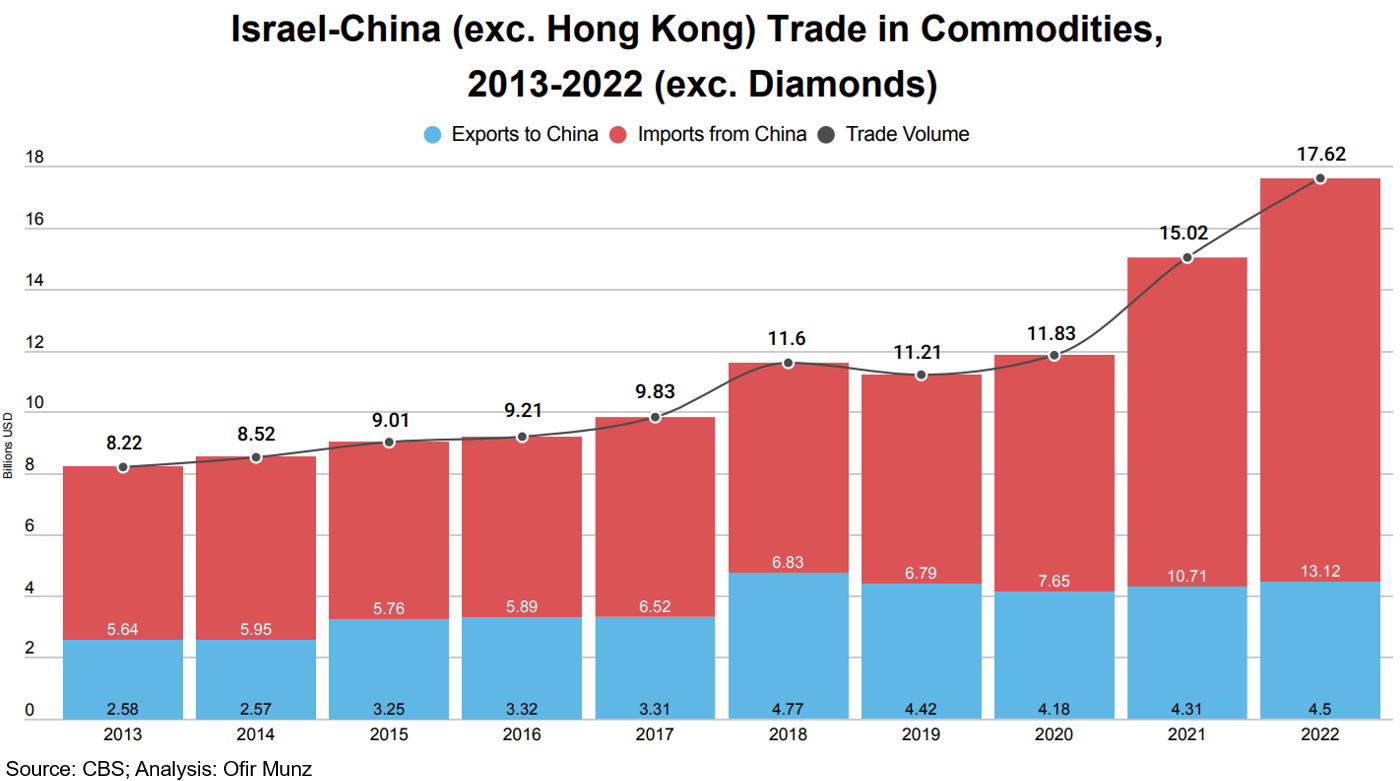 Israel-China (exc. Hong Kong) Trade in Commodities,
2013-2022 (exc. Diamonds)
Exports to China Imports from China Trade Volume
18
16
14
12
10
8
6
4
2
0
Billions USD
8.22 8.52 9.01 9.21 9.83 11.6 11.21 11.83 15.02 17.62
5.64 5.95 5.76 5.89 6.52 6.83 6.79 7.65 10.71 13.12
2.58 2.57 3.25 3.32 3.31 4.77 4.42 4.18 4.31 4.5
2013 2014 2015 2016 2017 2018 2019 2020 2021 2022
Source: CBS; Analysis: Ofir Munz